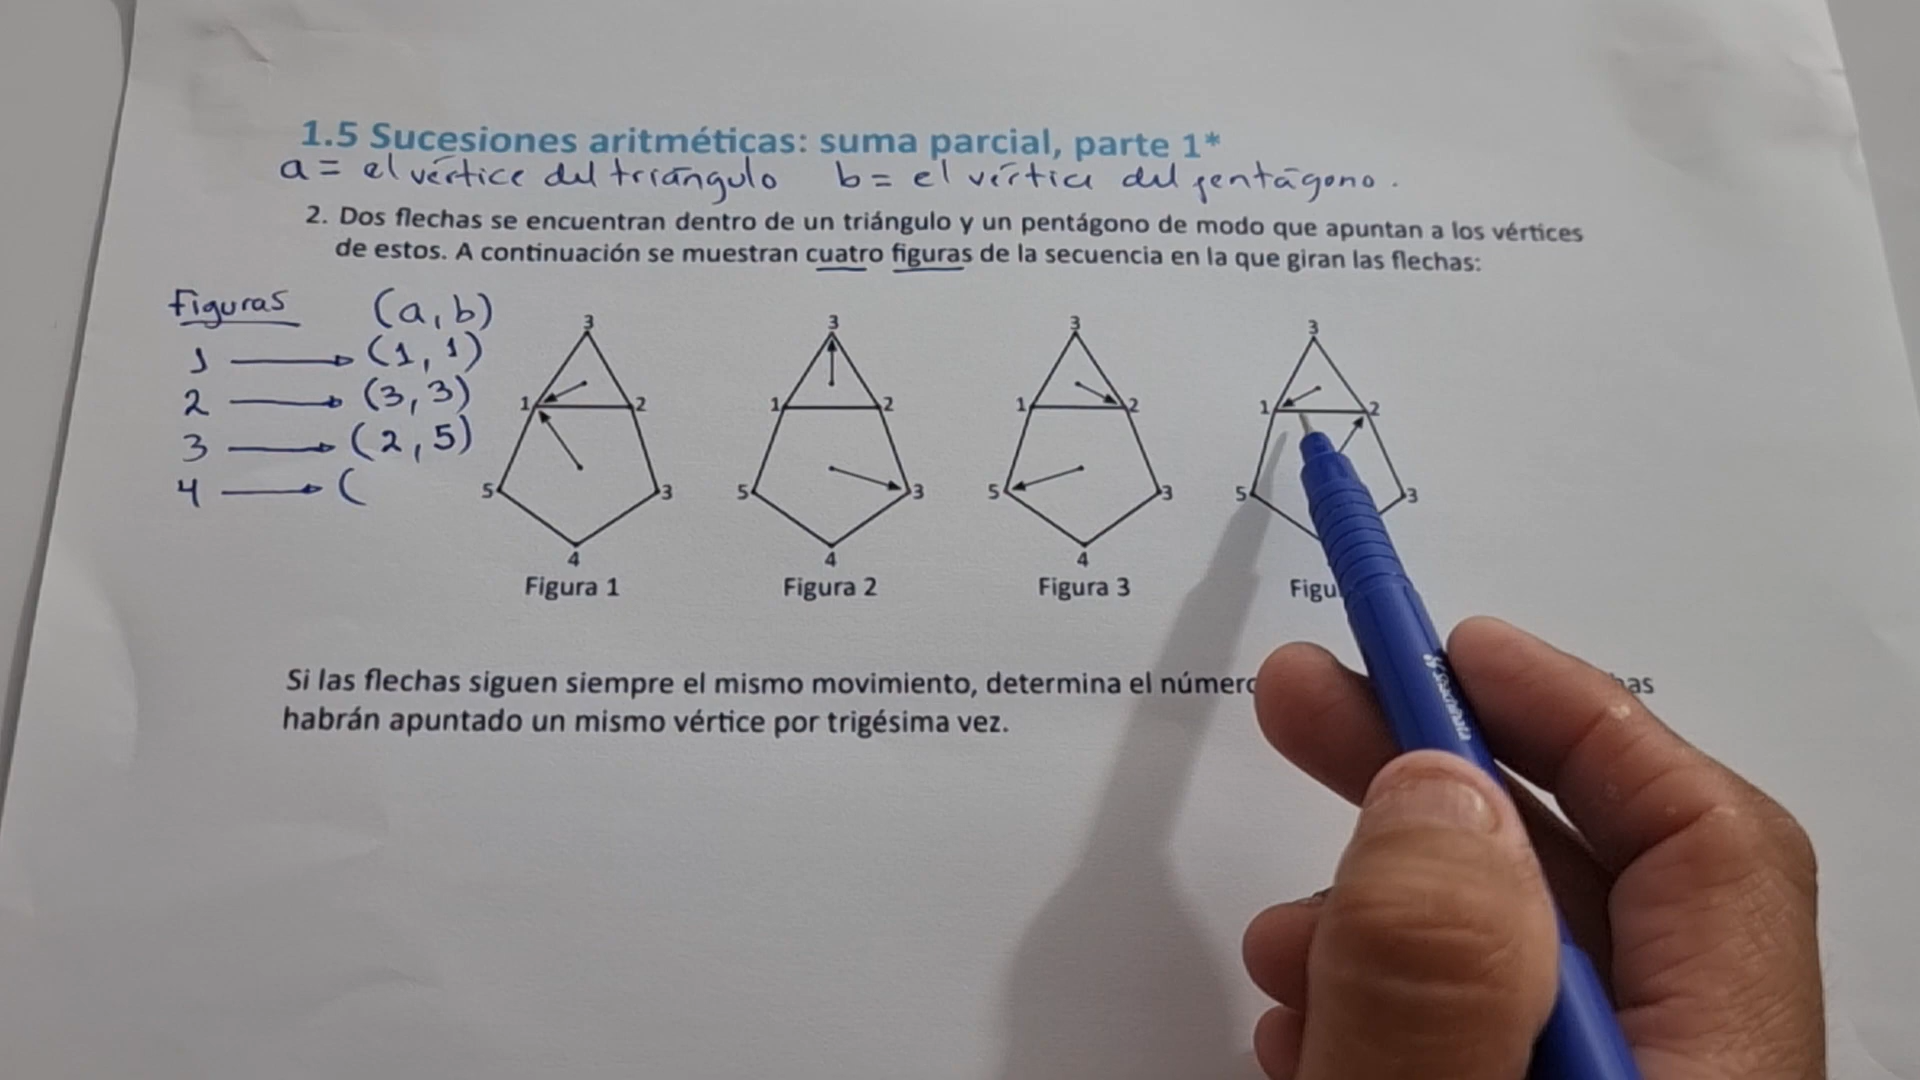 1.5 Sucesiones aritméticas: suma parcial, parte 1*
a = el vértice del triángulo b = el vértice del pentágono.
2. Dos flechas se encuentran dentro de un triángulo y un pentágono de modo que apuntan a los vértices
de estos. A continuación se muestran cuatro figuras de la secuencia en la que giran las flechas:
Figuras (a, b)
1 → (1, 1)
2 → (3, 3)
3 → (2, 5)
4 → (
3 3 3 3
1 2 1 2 1 2 1 2
5 3 5 3 5 3 5 3
4 4 4
Figura 1 Figura 2 Figura 3 Figu
Si las flechas siguen siempre el mismo movimiento, determina el número
habrán apuntado un mismo vértice por trigésima vez.